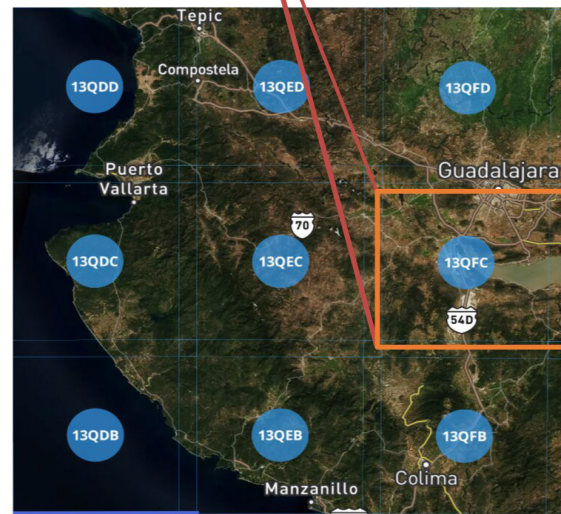 Tepic
13QDD
Compostela
13QED
13QFD
Puerto
Vallarta
Guadalajara
70
13QDC
13QEC
13QFC
54D
13QDB
13QEB
13QFB
Colima
Manzanillo